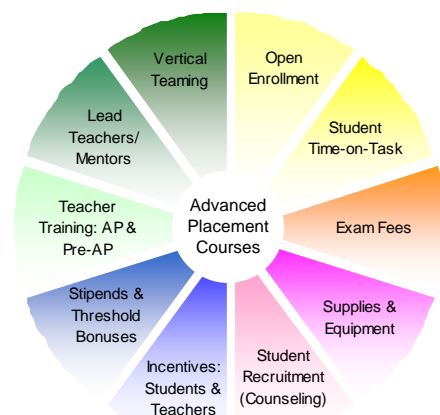 Vertical
Teaming
Open
Enrollment
Student
Time-on-Task
Exam Fees
Supplies &
Equipment
Student
Recruitment
(Counseling)
Incentives:
Students &
Teachers
Stipends &
Threshold
Bonuses
Teacher
Training: AP &
Pre-AP
Lead
Teachers/
Mentors
Advanced
Placement
Courses